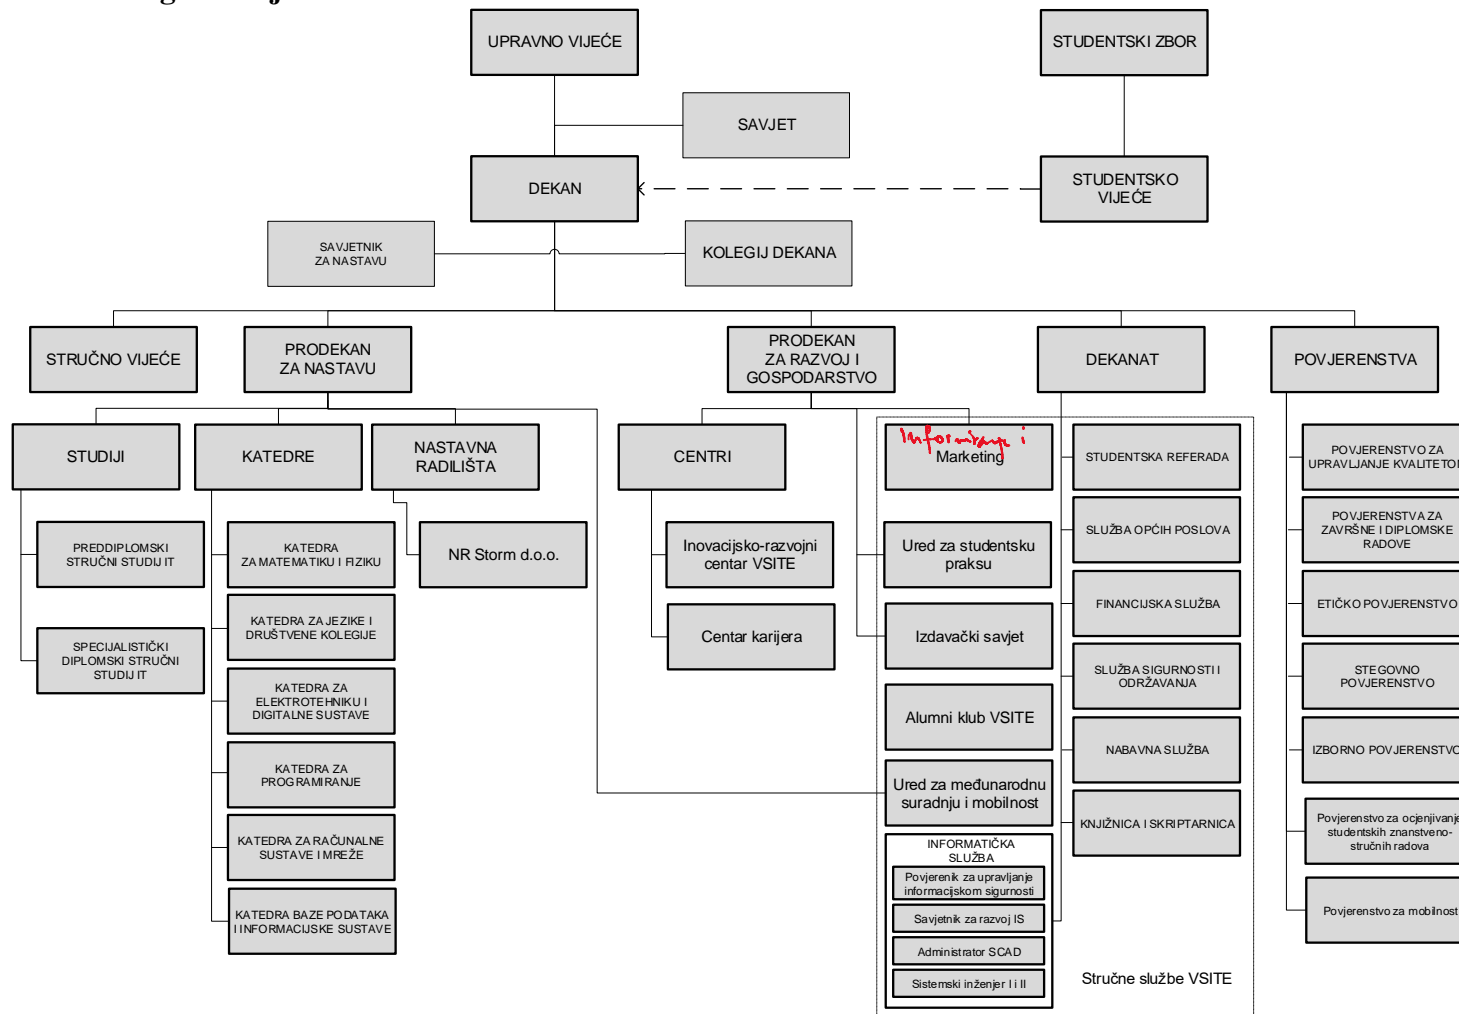 UPRAVNO VIJEĆE
STUDENTSKI ZBOR
SAVJET
DEKAN
STUDENTSKO
VIJEĆE
SAVJETNIK
ZA NASTAVU
KOLEGIJ DEKANA
STRUČNO VIJEĆE
PRODEKAN
ZA NASTAVU
PRODEKAN
ZA RAZVOJ I
GOSPODARSTVO
DEKANAT
POVJERENSTVA
STUDIJI
KATEDRE
NASTAVNA
RADILIŠTA
CENTRI
Informiranje i
Marketing
STUDENTSKA REFERADA
POVJERENSTVO ZA
UPRAVLJANJE KVALITETO
PREDDIPLOMSKI
STRUČNI STUDIJ IT
KATEDRA
ZA MATEMATIKU I FIZIKU
NR Storm d.o.o.
Inovacijsko-razvojni
centar VSITE
Ured za studentsku
praksu
SLUŽBA OPĆIH POSLOVA
POVJERENSTVA ZA
ZAVRŠNE I DIPLOMSKE
RADOVE
SPECIJALISTIČKI
DIPLOMSKI STRUČNI
STUDIJ IT
KATEDRA ZA JEZIKE I
DRUŠTVENE KOLEGIJE
Centar karijera
Izdavački savjet
FINANCIJSKA SLUŽBA
ETIČKO POVJERENSTVO
KATEDRA ZA
ELEKTROTEHNIKU I
DIGITALNE SUSTAVE
Alumni klub VSITE
SLUŽBA SIGURNOSTI I
ODRŽAVANJA
STEGOVNO
POVJERENSTVO
KATEDRA ZA
PROGRAMIRANJE
Ured za međunarodnu
suradnju i mobilnost
NABAVNA SLUŽBA
IZBORNO POVJERENSTVO
KATEDRA ZA RAČUNALNE
SUSTAVE I MREŽE
KNJIŽNICA I SKRIPTARNICA
Povjerenstvo za ocjenjivanje
studentskih znanstveno-
stručnih radova
KATEDRA BAZE PODATAKA
I INFORMACIJSKE SUSTAVE
INFORMATIČKA
SLUŽBA
Povjerenik za upravljanje
informacijskom sigurnosti
Savjetnik za razvoj IS
Administrator SCAD
Sistemski inženjer I i II
Povjerenstvo za mobilnost
Stručne službe VSITE